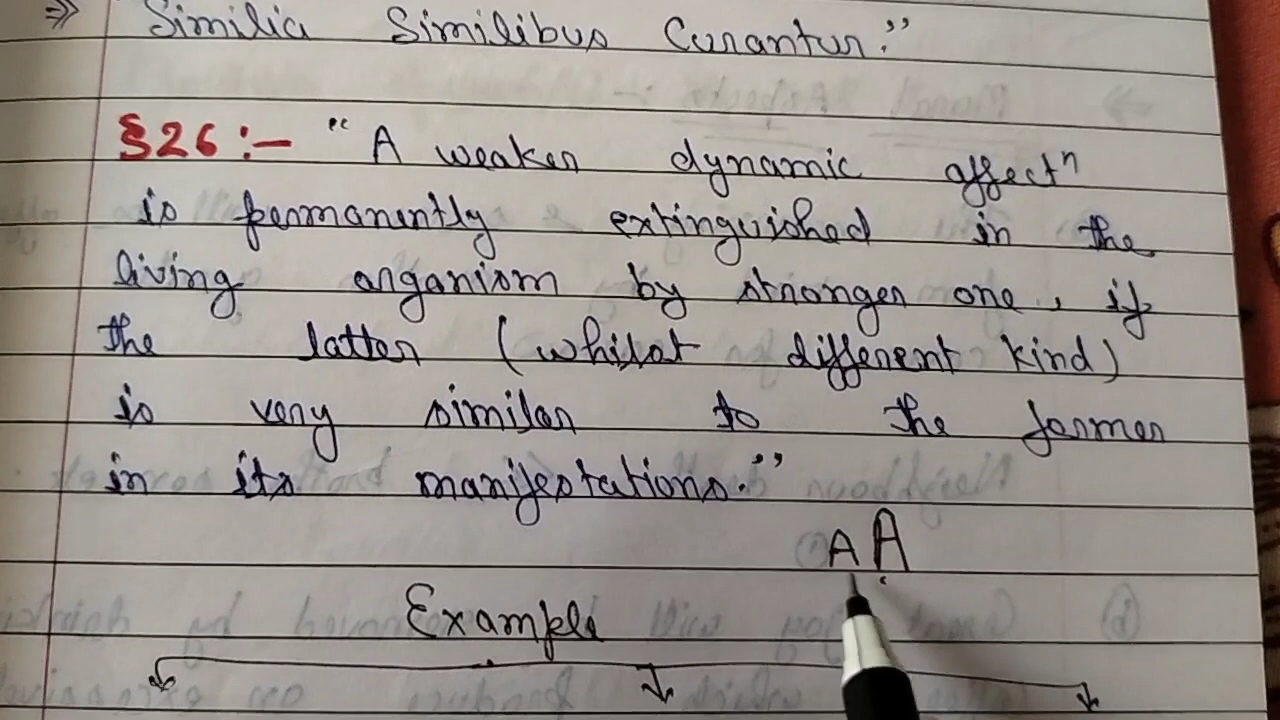 ⇒ Similia Similibus Curantur."
§26:- "A weaker dynamic affectⁿ
is permanently extinguished in the
living organism by stronger one, if
the latter (whilst different kind)
is very similar to the former
in its manifestations."
A A
Example